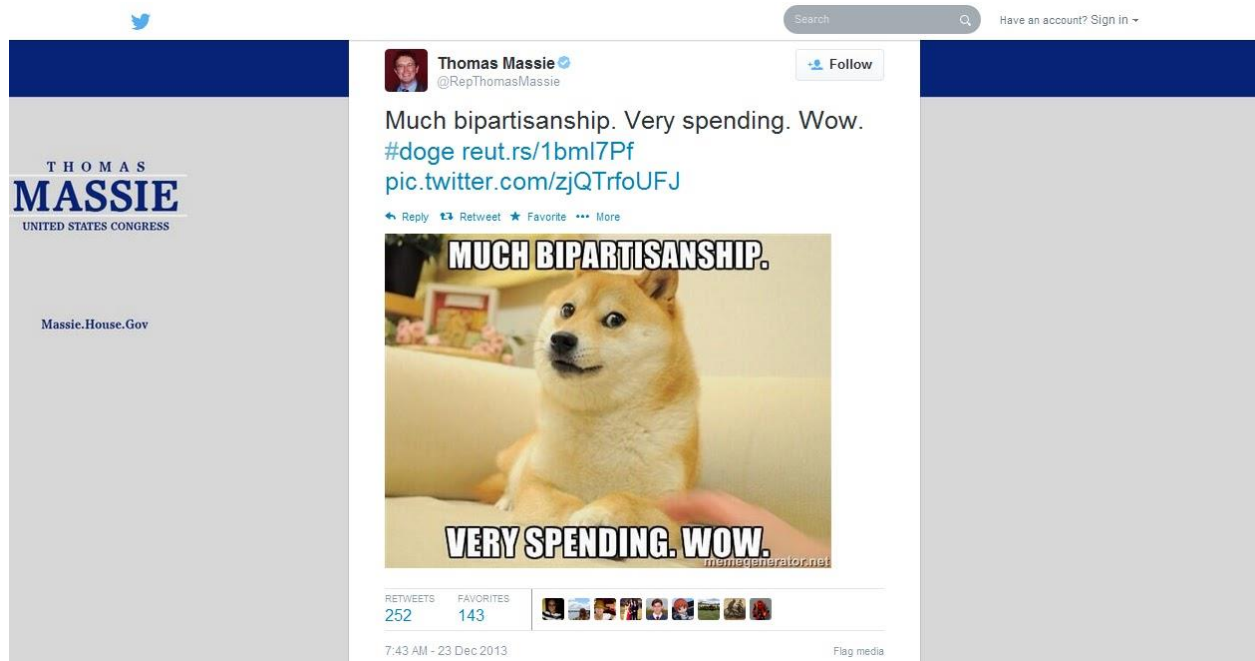 Search
Have an account? Sign in
Thomas Massie
@RepThomasMassie
Follow
Much bipartisanship. Very spending. Wow.
#doge reut.rs/1bml7Pf
pic.twitter.com/zjQTrfoUFJ
THOMAS
MASSIE
UNITED STATES CONGRESS
Massie.House.Gov
Reply Retweet Favorite More
MUCH BIPARTISANSHIP.
VERY SPENDING. WOW.
memegenerator.net
RETWEETS FAVORITES
252 143
7:43 AM - 23 Dec 2013 Flag media